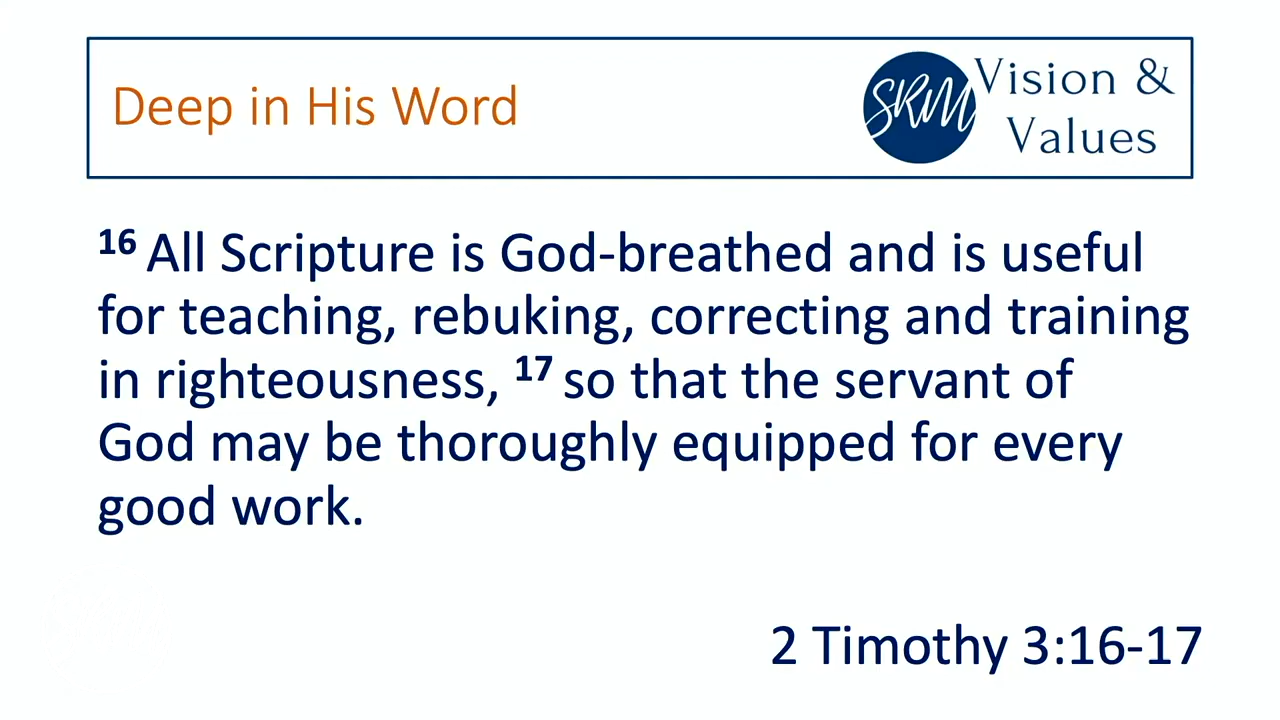 Deep in His Word
SRM
Vision &
Values
16 All Scripture is God-breathed and is useful
for teaching, rebuking, correcting and training
in righteousness, 17 so that the servant of
God may be thoroughly equipped for every
good work.
2 Timothy 3:16-17